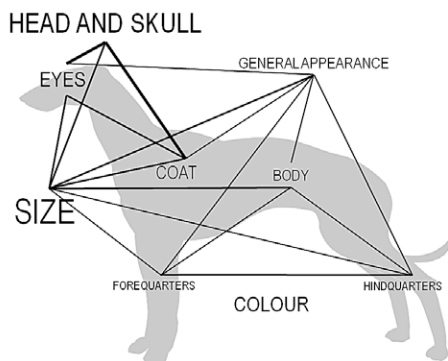 HEAD AND SKULL
GENERAL APPEARANCE
EYES
COAT
BODY
SIZE
FOREQUARTERS
HINDQUARTERS
COLOUR